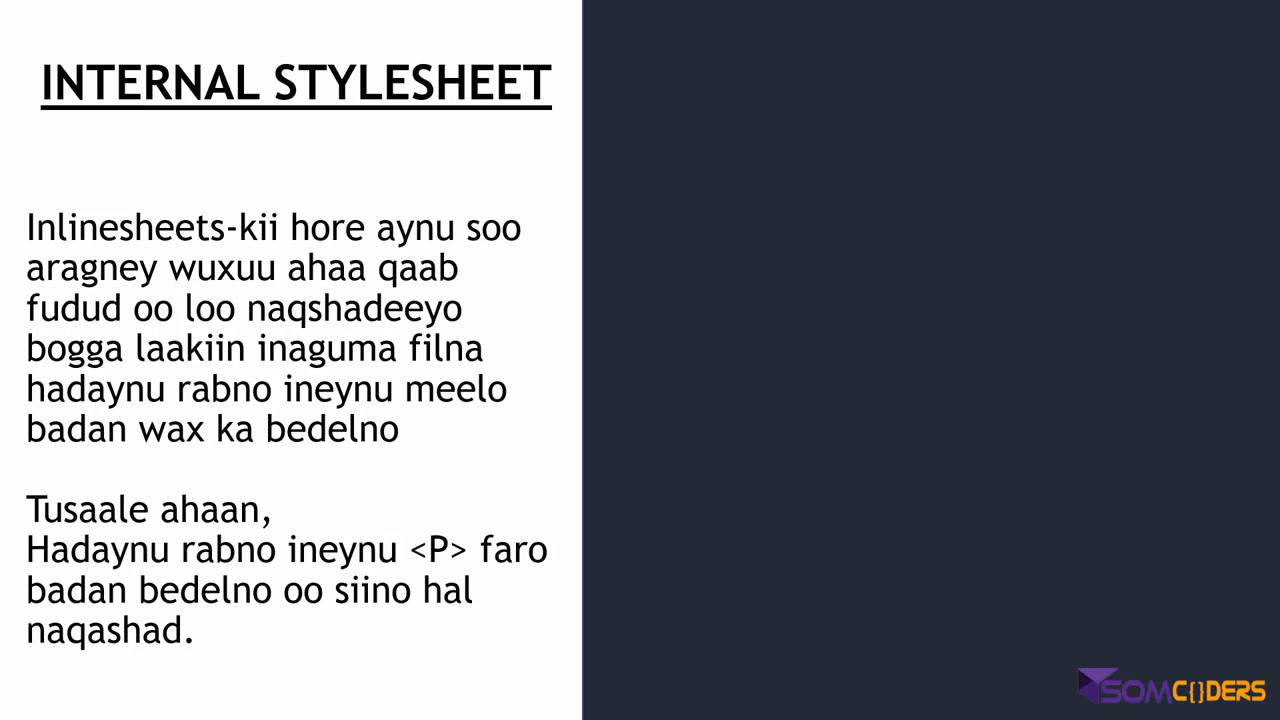 INTERNAL STYLESHEET
Inlinesheets-kii hore aynu soo
aragney wuxuu ahaa qaab
fudud oo loo naqshadeeyo
bogga laakiin inaguma filna
hadaynu rabno ineynu meelo
badan wax ka bedelno
Tusaale ahaan,
Hadaynu rabno ineynu <P> faro
badan bedelno oo siino hal
naqashad.
SOMC{}DERS